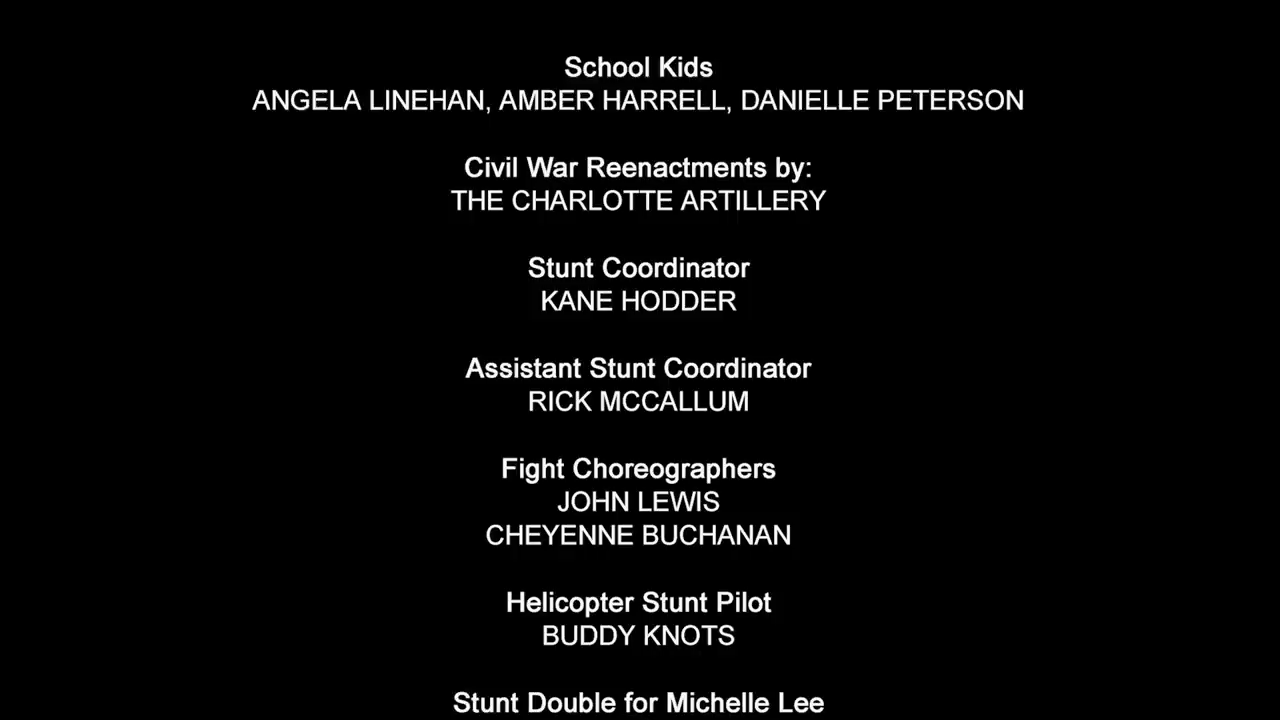 School Kids
ANGELA LINEHAN, AMBER HARRELL, DANIELLE PETERSON
Civil War Reenactments by:
THE CHARLOTTE ARTILLERY
Stunt Coordinator
KANE HODDER
Assistant Stunt Coordinator
RICK MCCALLUM
Fight Choreographers
JOHN LEWIS
CHEYENNE BUCHANAN
Helicopter Stunt Pilot
BUDDY KNOTS
Stunt Double for Michelle Lee